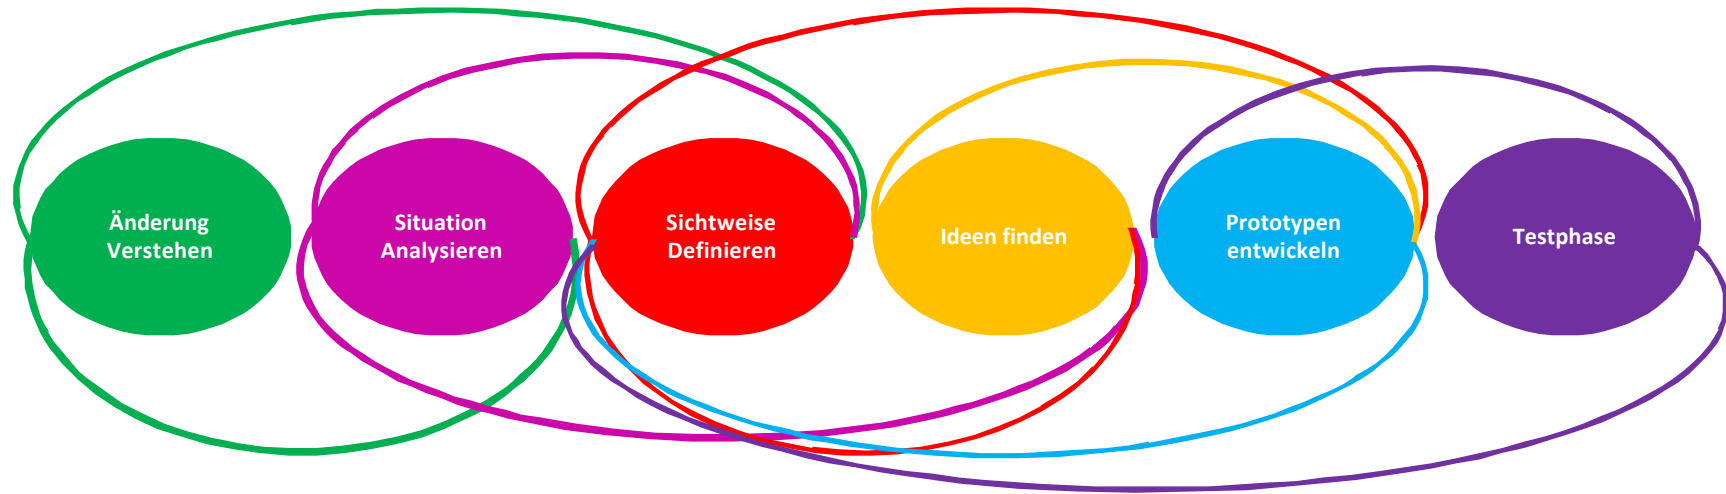 Änderung
Verstehen
Situation
Analysieren
Sichtweise
Definieren
Ideen finden
Prototypen
entwickeln
Testphase